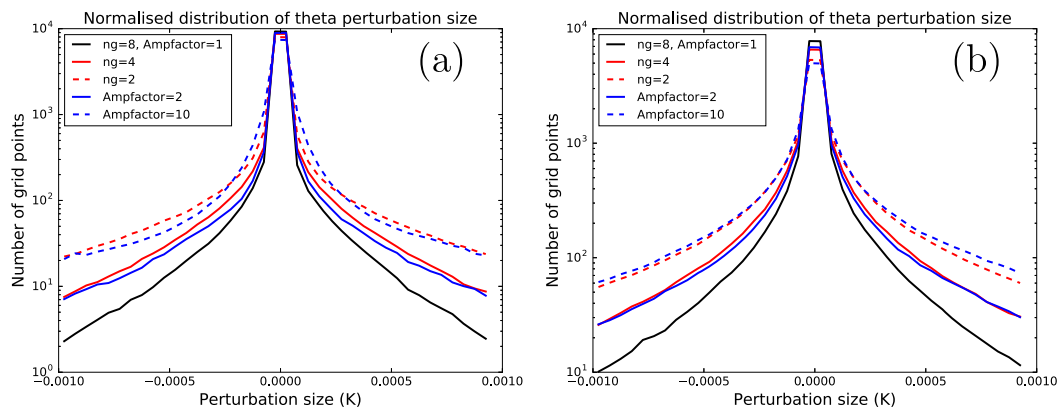 Normalised distribution of theta perturbation size
(a)
ng=8, Ampfactor=1
ng=4
ng=2
Ampfactor=2
Ampfactor=10
Number of grid points
10^4
10^3
10^2
10^1
10^0
−0.0010
−0.0005
0.0000
0.0005
0.0010
Perturbation size (K)
Normalised distribution of theta perturbation size
(b)
ng=8, Ampfactor=1
ng=4
ng=2
Ampfactor=2
Ampfactor=10
Number of grid points
10^4
10^3
10^2
10^1
−0.0010
−0.0005
0.0000
0.0005
0.0010
Perturbation size (K)